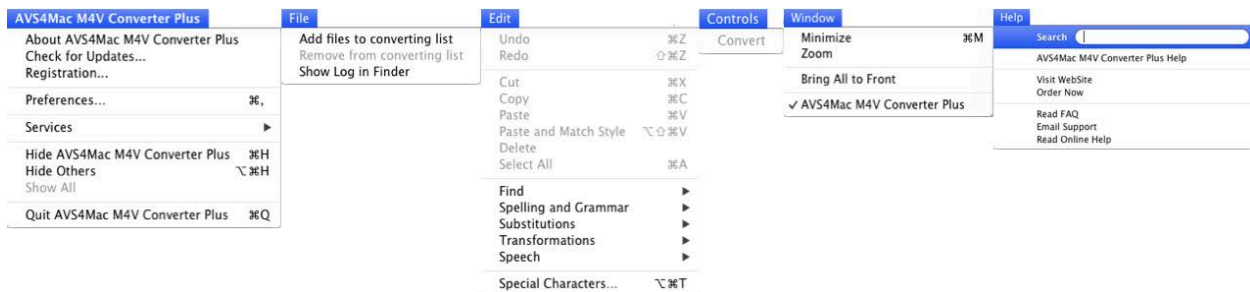 AVS4Mac M4V Converter Plus
About AVS4Mac M4V Converter Plus
Check for Updates...
Registration...
Preferences... ⌘,
Services ▶
Hide AVS4Mac M4V Converter Plus ⌘H
Hide Others ⌥⌘H
Show All
Quit AVS4Mac M4V Converter Plus ⌘Q
File
Add files to converting list
Remove from converting list
Show Log in Finder
Edit
Undo ⌘Z
Redo ⇧⌘Z
Cut ⌘X
Copy ⌘C
Paste ⌘V
Paste and Match Style ⌥⇧⌘V
Delete
Select All ⌘A
Find ▶
Spelling and Grammar ▶
Substitutions ▶
Transformations ▶
Speech ▶
Special Characters... ⌥⌘T
Controls
Convert
Window
Minimize ⌘M
Zoom
Bring All to Front
✓ AVS4Mac M4V Converter Plus
Help
Search
AVS4Mac M4V Converter Plus Help
Visit WebSite
Order Now
Read FAQ
Email Support
Read Online Help